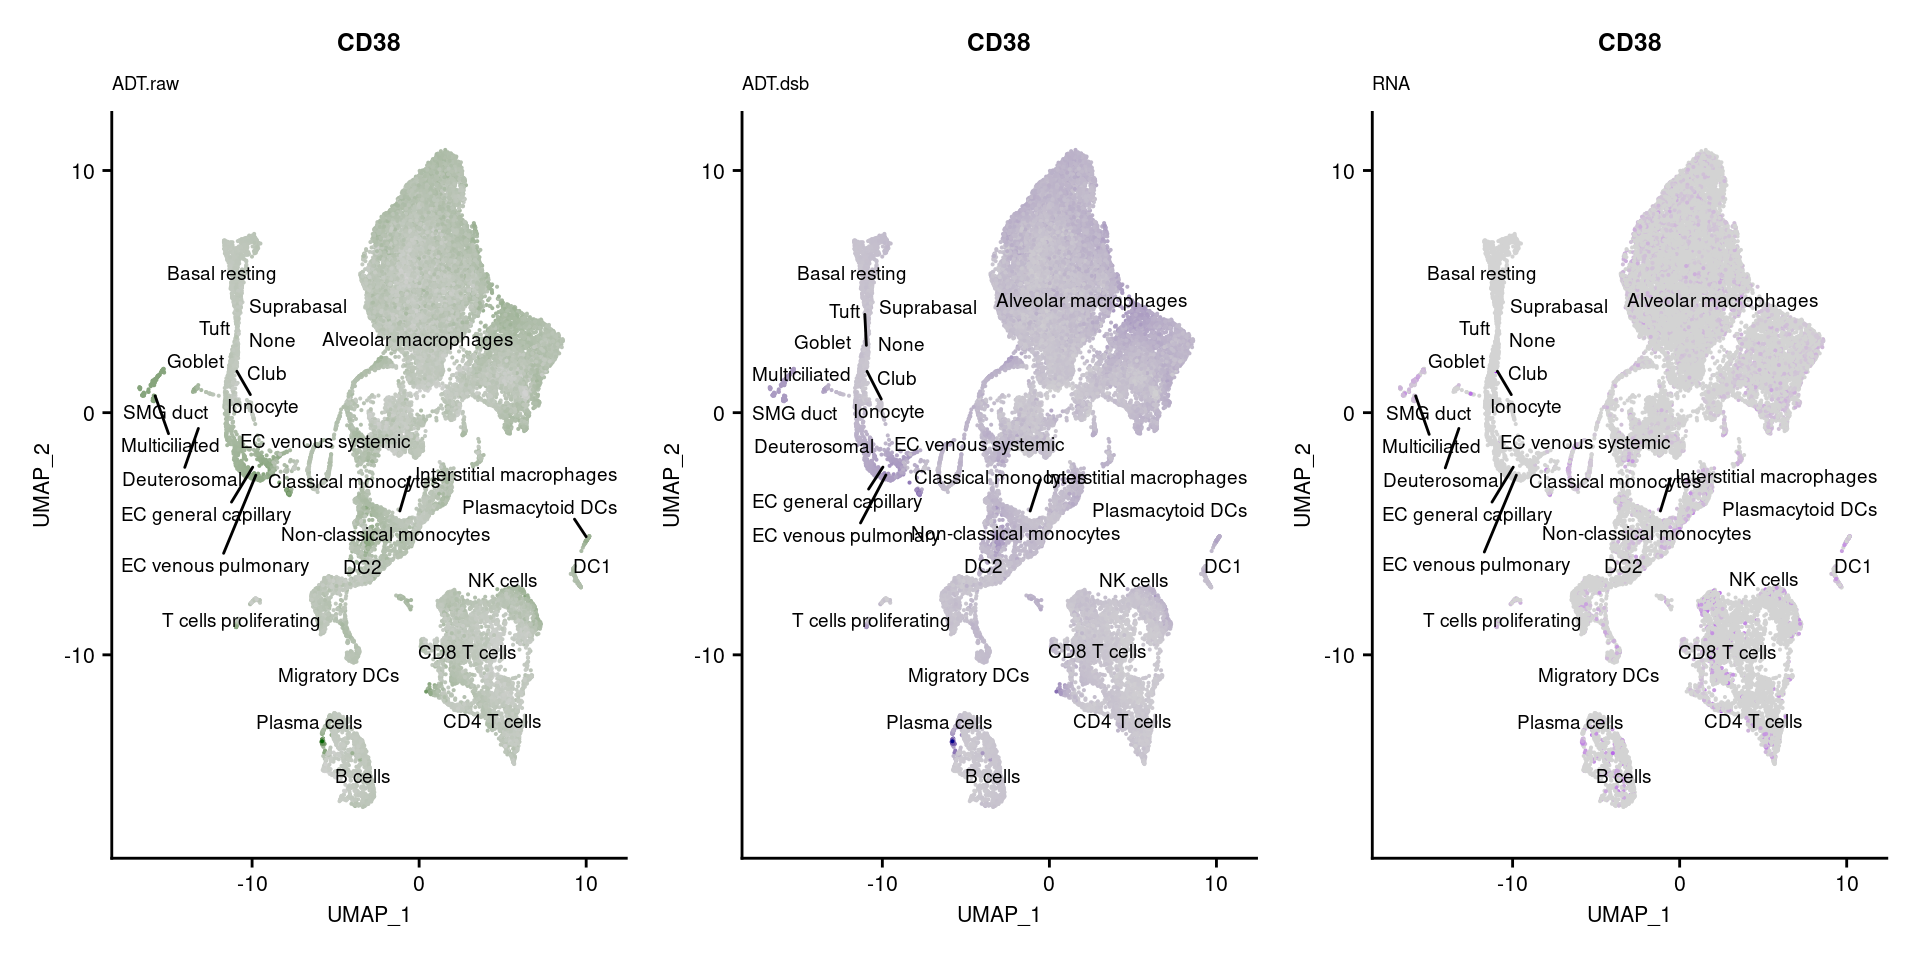 CD38
ADT.raw
10
0
-10
UMAP_2
Basal resting
Suprabasal
Tuft
None
Alveolar macrophages
Goblet
Club
SMG duct
Ionocyte
Multiciliated
EC venous systemic
Deuterosomal
Classical monocytes
Interstitial macrophages
EC general capillary
Plasmacytoid DCs
Non-classical monocytes
EC venous pulmonary
DC2
DC1
NK cells
T cells proliferating
CD8 T cells
Migratory DCs
Plasma cells
CD4 T cells
B cells
-10
0
10
UMAP_1
CD38
ADT.dsb
10
0
-10
UMAP_2
Basal resting
Alveolar macrophages
Tuft
Suprabasal
Goblet
None
Multiciliated
Club
SMG duct
Ionocyte
Deuterosomal
EC venous systemic
Classical monocytes
Interstitial macrophages
EC general capillary
Plasmacytoid DCs
EC venous pulmonary
Non-classical monocytes
DC2
DC1
NK cells
T cells proliferating
CD8 T cells
Migratory DCs
Plasma cells
CD4 T cells
B cells
-10
0
10
UMAP_1
CD38
RNA
10
0
-10
UMAP_2
Basal resting
Alveolar macrophages
Suprabasal
Tuft
None
Goblet
Club
SMG duct
Ionocyte
Multiciliated
EC venous systemic
Deuterosomal
Classical monocytes
Interstitial macrophages
EC general capillary
Plasmacytoid DCs
Non-classical monocytes
EC venous pulmonary
DC2
DC1
NK cells
T cells proliferating
CD8 T cells
Migratory DCs
Plasma cells
CD4 T cells
B cells
-10
0
10
UMAP_1